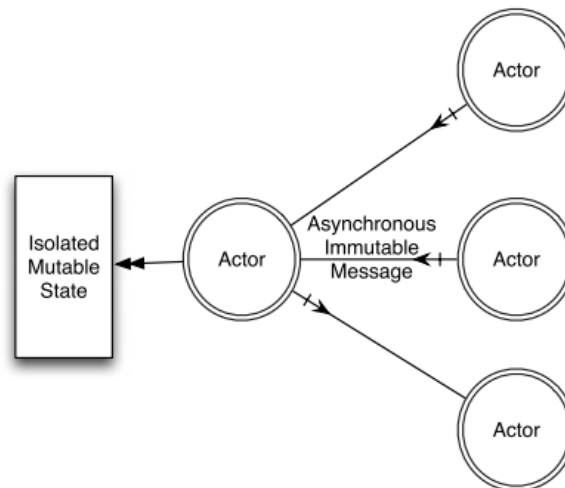 Actor
Isolated
Mutable
State
Actor
Asynchronous
Immutable
Message
Actor
Actor